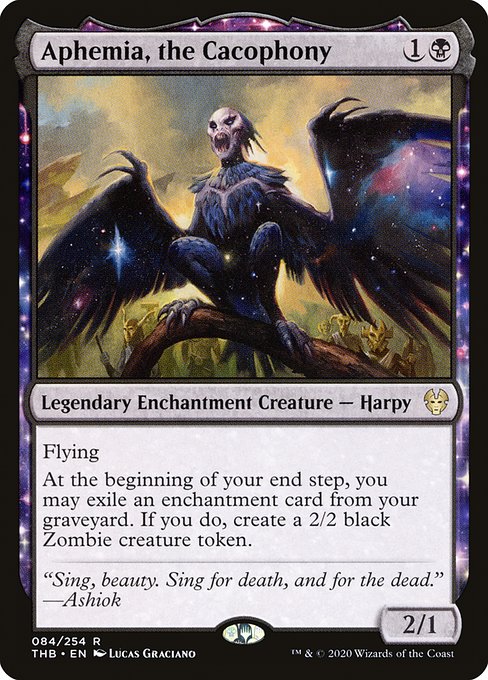 Aphemia, the Cacophony 1
Legendary Enchantment Creature — Harpy
Flying
At the beginning of your end step, you
may exile an enchantment card from your
graveyard. If you do, create a 2/2 black
Zombie creature token.
“Sing, beauty. Sing for death, and for the dead.”
—Ashiok
2/1
084/254 R
THB • EN Lucas Graciano
™ & © 2020 Wizards of the Coast